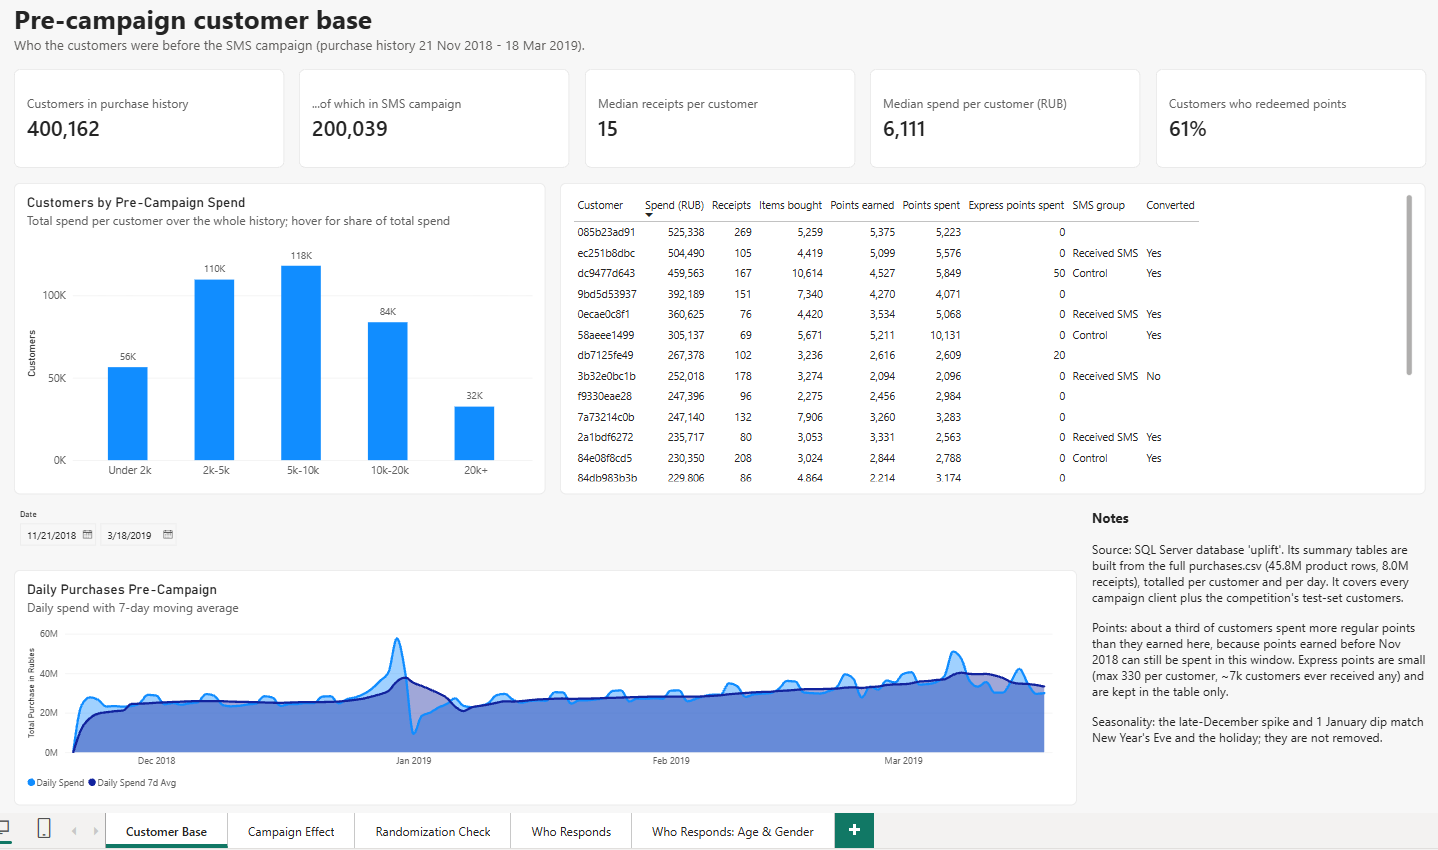 Pre-campaign customer base
Who the customers were before the SMS campaign (purchase history 21 Nov 2018 - 18 Mar 2019).
Customers in purchase history
400,162
...of which in SMS campaign
200,039
Median receipts per customer
15
Median spend per customer (RUB)
6,111
Customers who redeemed points
61%
Customers by Pre-Campaign Spend
Total spend per customer over the whole history; hover for share of total spend
Customers
100K
50K
0K
56K
110K
118K
84K
32K
Under 2k
2k-5k
5k-10k
10k-20k
20k+
Customer Spend (RUB) Receipts Items bought Points earned Points spent Express points spent SMS group Converted
085b23ad91 525,338 269 5,259 5,375 5,223 0
ec251b8dbc 504,490 105 4,419 5,099 5,576 0 Received SMS Yes
dc9477d643 459,563 167 10,614 4,527 5,849 50 Control Yes
9bd5d53937 392,189 151 7,340 4,270 4,071 0
0ecae0c8f1 360,625 76 4,420 3,534 5,068 0 Received SMS Yes
58aeee1499 305,137 69 5,671 5,211 10,131 0 Control Yes
db7125fe49 267,378 102 3,236 2,616 2,609 20
3b32e0bc1b 252,018 178 3,274 2,094 2,096 0 Received SMS No
f9330eae28 247,396 96 2,275 2,456 2,984 0
7a73214c0b 247,140 132 7,906 3,260 3,283 0
2a1bdf6272 235,717 80 3,053 3,331 2,563 0 Received SMS Yes
84e08f8cd5 230,350 208 3,024 2,844 2,788 0 Control Yes
84db983b3b 229,806 86 4,864 2,214 3,174 0
Date
11/21/2018 3/18/2019
Daily Purchases Pre-Campaign
Daily spend with 7-day moving average
Total Purchase in Rubles
60M
40M
20M
0M
Dec 2018
Jan 2019
Feb 2019
Mar 2019
Daily Spend Daily Spend 7d Avg
Notes
Source: SQL Server database 'uplift'. Its summary tables are
built from the full purchases.csv (45.8M product rows, 8.0M
receipts), totalled per customer and per day. It covers every
campaign client plus the competition's test-set customers.
Points: about a third of customers spent more regular points
than they earned here, because points earned before Nov
2018 can still be spent in this window. Express points are small
(max 330 per customer, ~7k customers ever received any) and
are kept in the table only.
Seasonality: the late-December spike and 1 January dip match
New Year's Eve and the holiday; they are not removed.
Customer Base
Campaign Effect
Randomization Check
Who Responds
Who Responds: Age & Gender
+